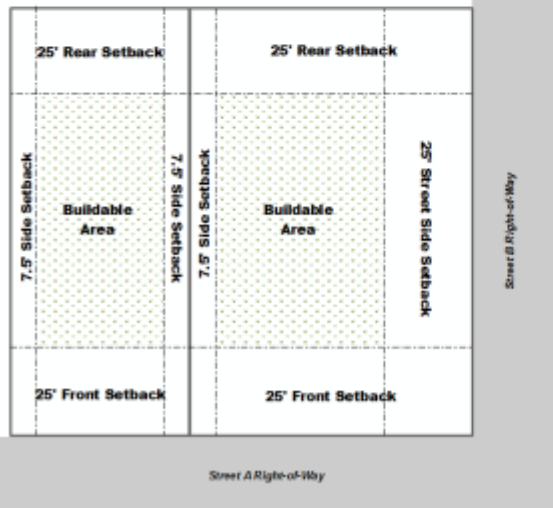 25' Rear Setback
25' Rear Setback
7.5' Side Setback
Buildable
Area
7.5' Side Setback
7.5' Side Setback
Buildable
Area
25' Street Side Setback
Street B Right-of-Way
25' Front Setback
25' Front Setback
Street A Right-of-Way